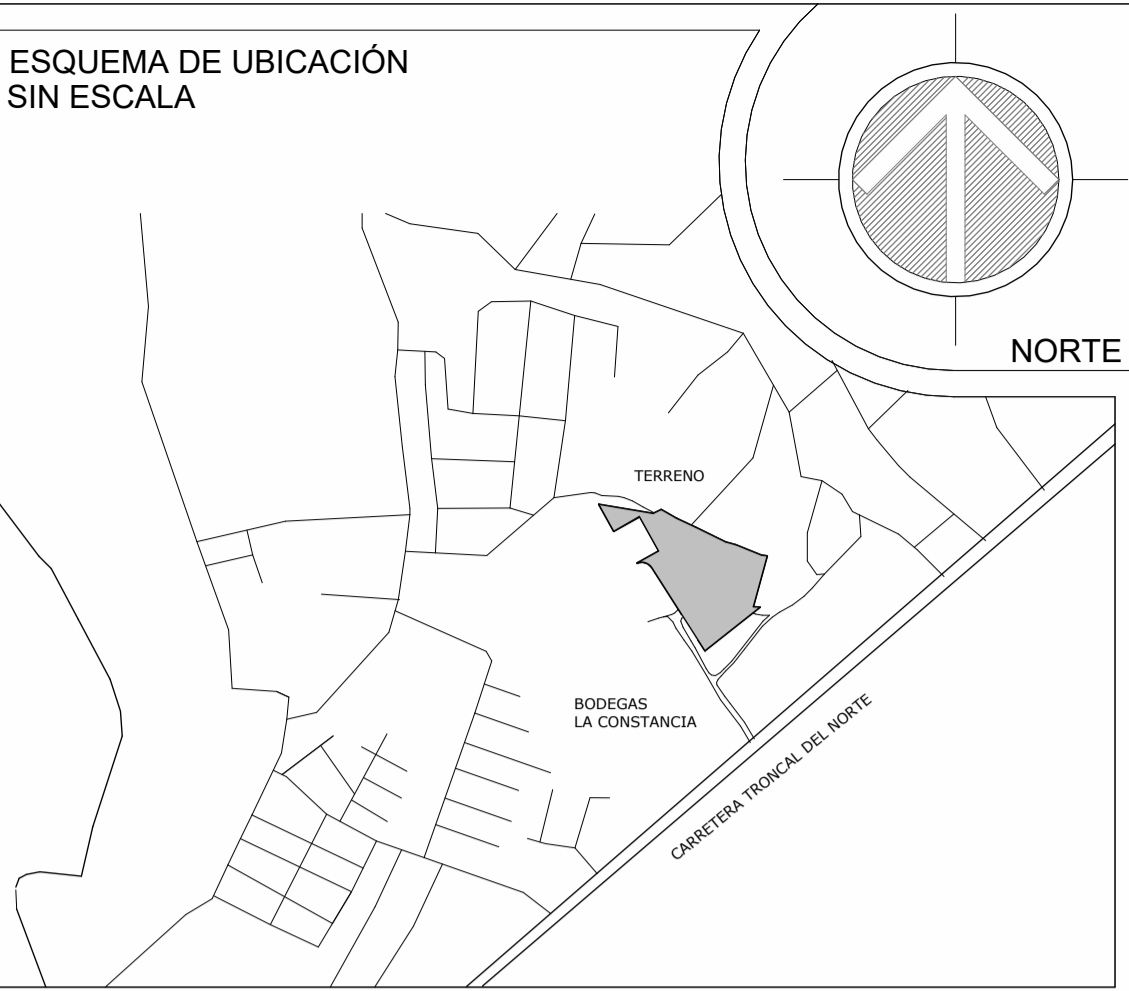 ESQUEMA DE UBICACIÓN
SIN ESCALA
NORTE
TERRENO
BODEGAS
LA CONSTANCIA
CARRETERA TRONCAL DEL NORTE